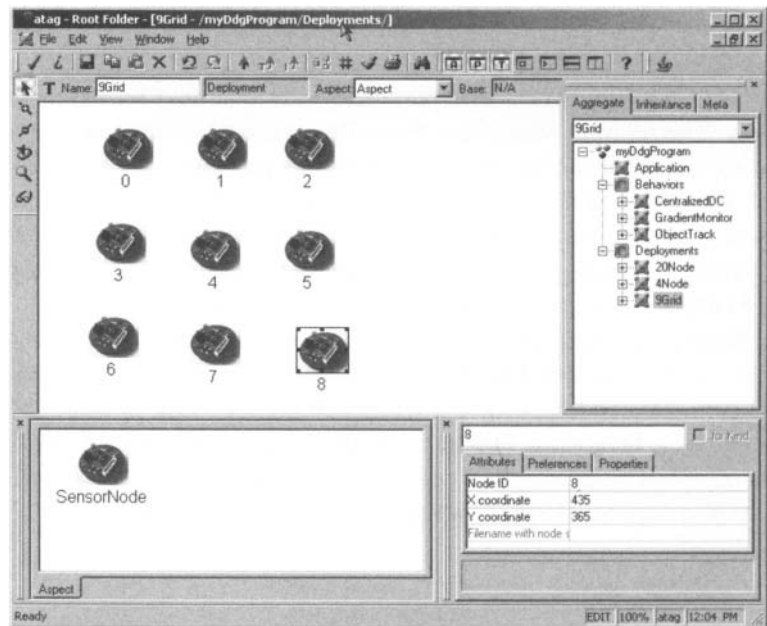 atag - Root Folder - [9Grid - /myDdgProgram/Deployments/]
File Edit View Window Help
Name: 9Grid Deployment Aspect: Aspect Base: N/A
0 1 2
3 4 5
6 7 8
Aggregate Inheritance Meta
9Grid
myDdgProgram
Application
Behaviors
CentralizedDC
GradientMonitor
ObjectTrack
Deployments
20Node
4Node
9Grid
SensorNode
Aspect
8 for Kind
Attributes Preferences Properties
Node ID 8
X coordinate 435
Y coordinate 365
Filename with node
Ready EDIT 100% atag 12:04 PM